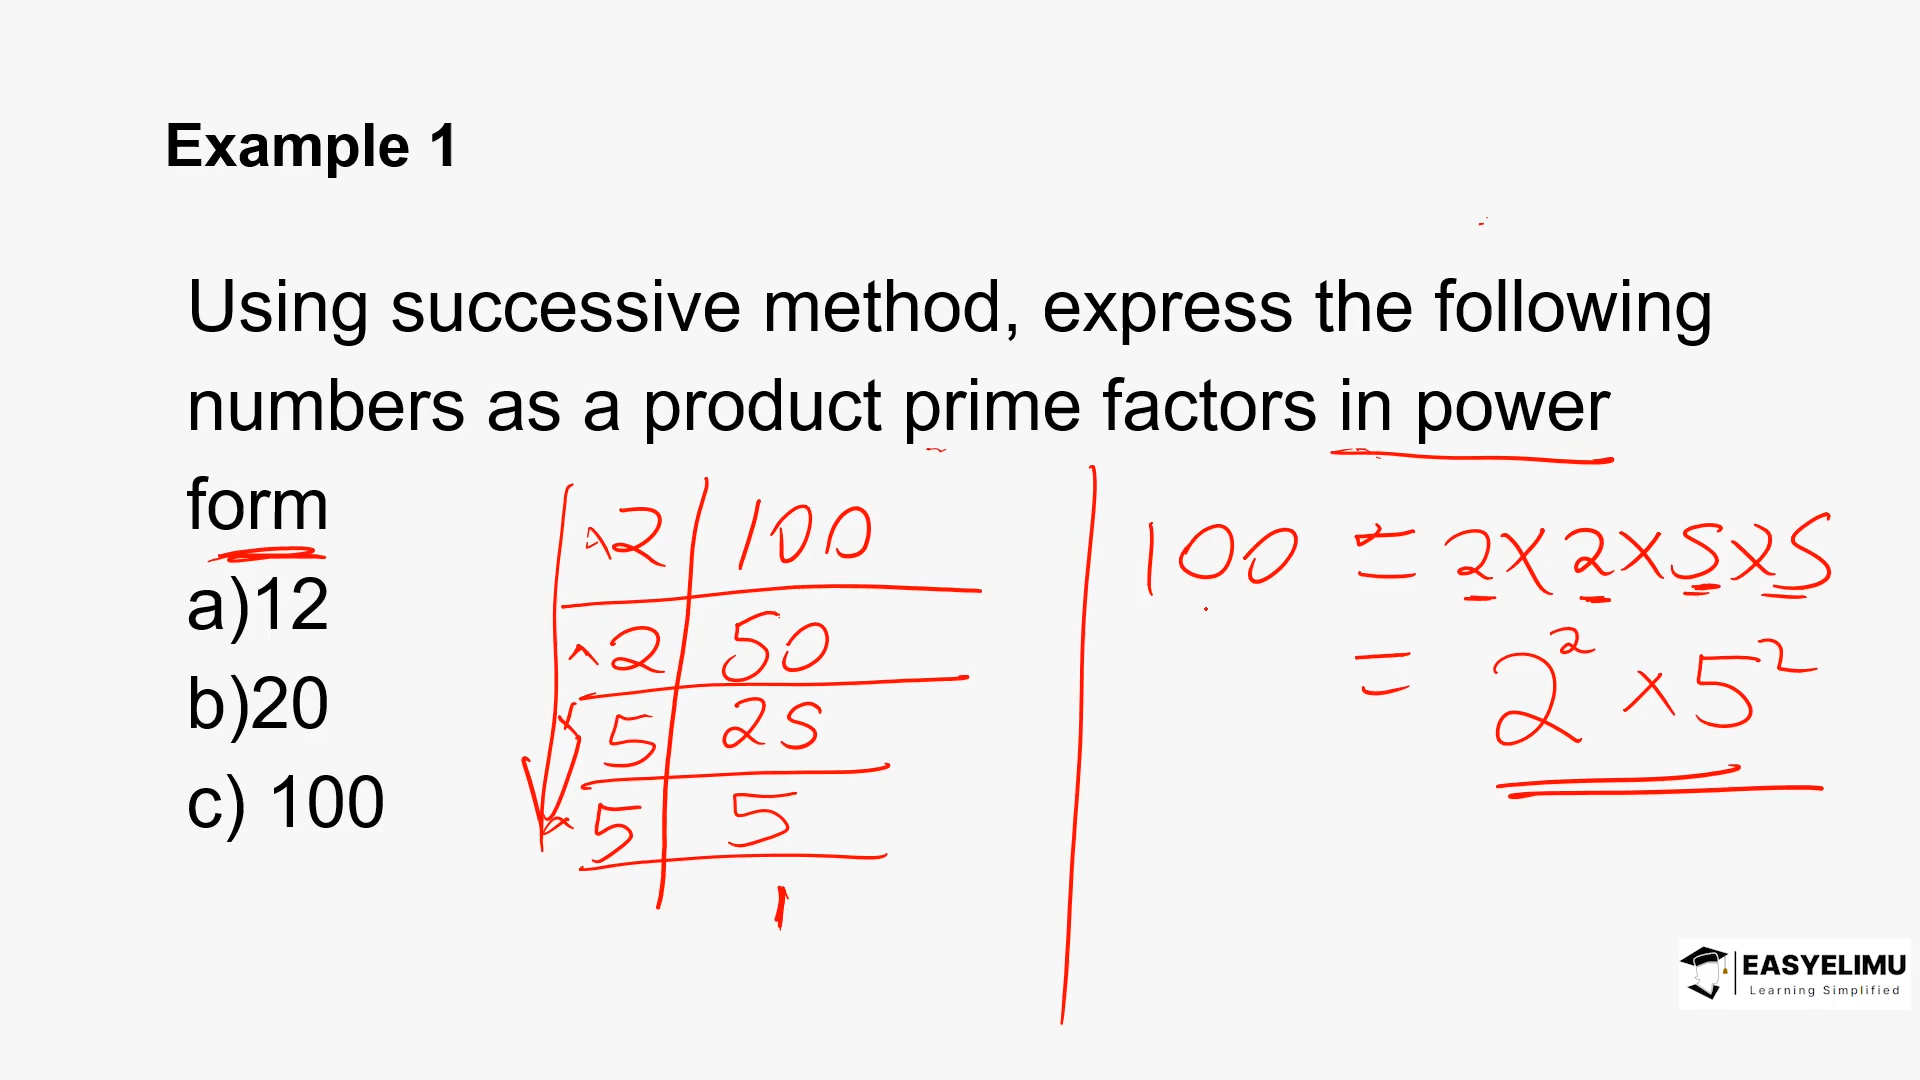 Example 1
Using successive method, express the following
numbers as a product prime factors in power
form
a)12
b)20
c) 100
2 | 100
2 | 50
5 | 25
5 | 5
1
100 = 2 × 2 × 5 × 5
= 2² × 5²
EASYELIMU
Learning Simplified